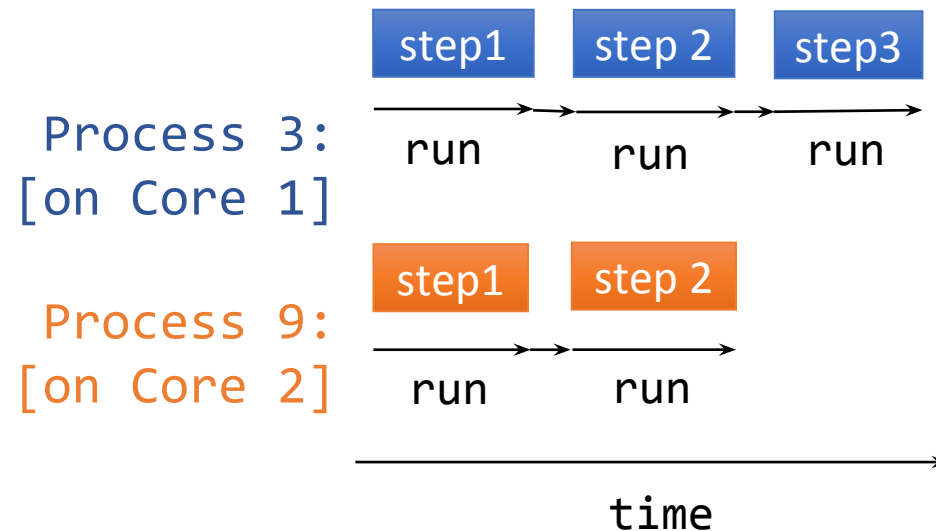 step1 step 2 step3
Process 3:
[on Core 1]
run run run
step1 step 2
Process 9:
[on Core 2]
run run
time